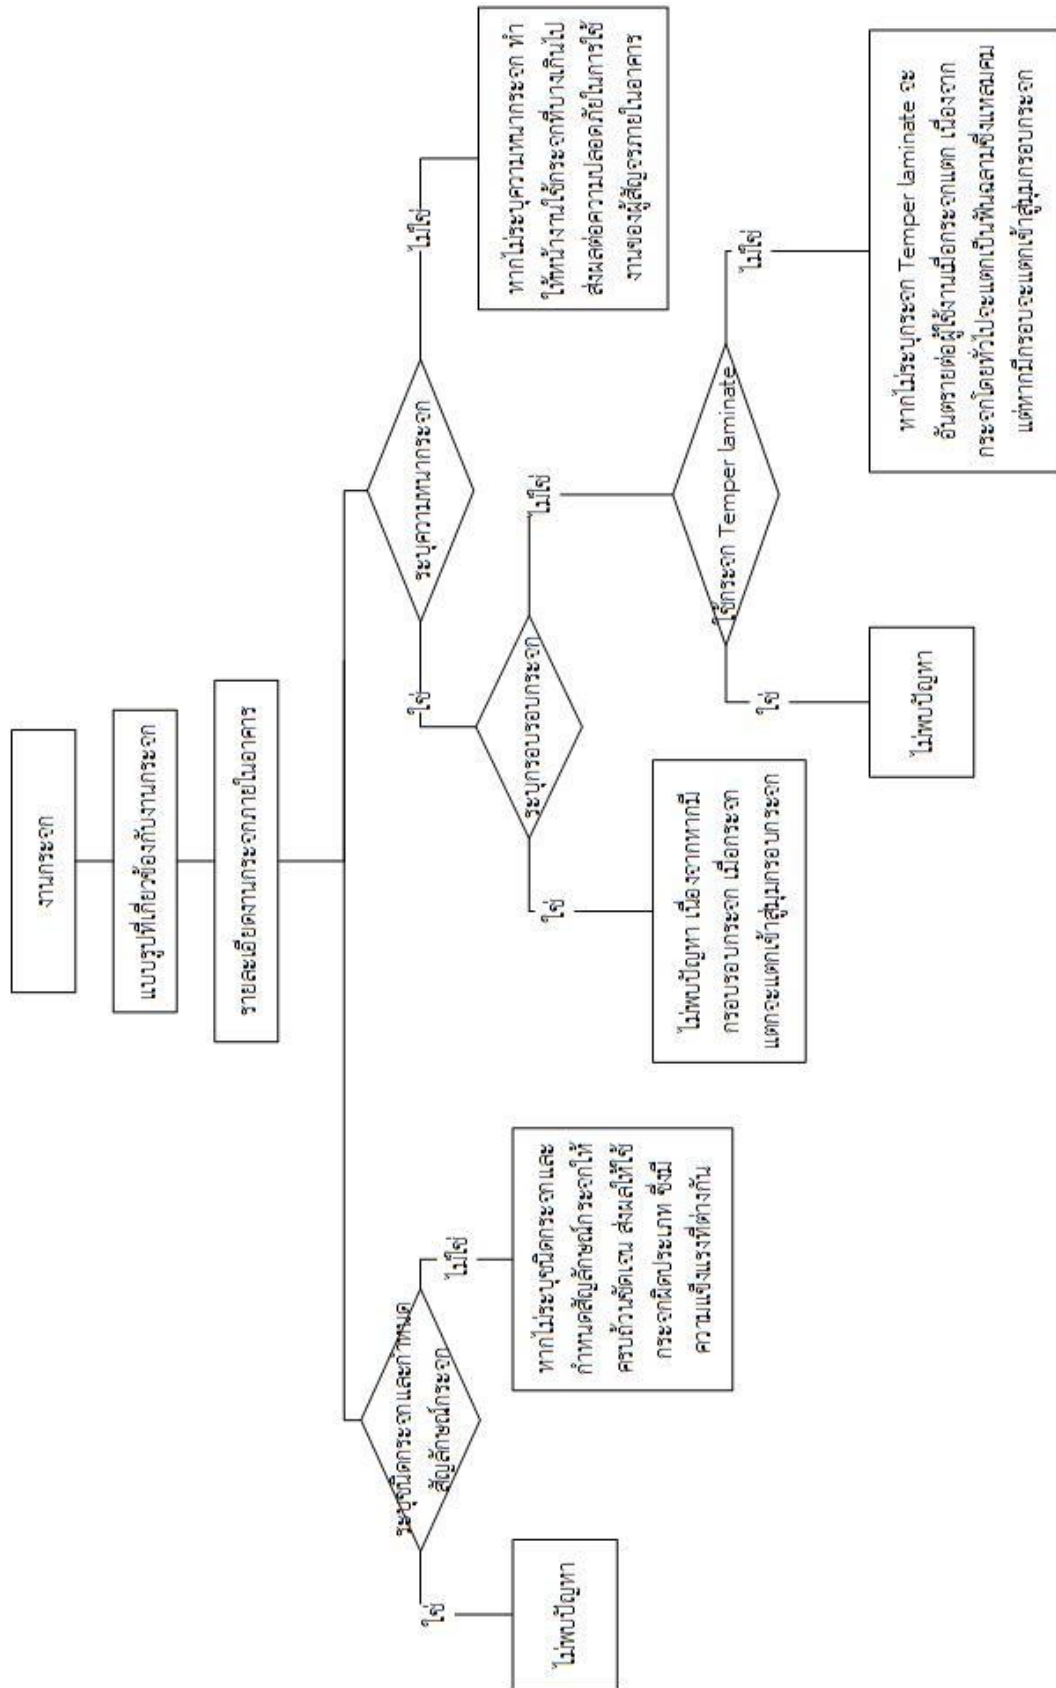 งานกระจก
แบบรูปที่เกี่ยวข้องกับงานกระจก
รายละเอียดงานกระจกภายในอาคาร
ระบุชนิดกระจกและกำหนด
สัญลักษณ์กระจก
ใช่
ไม่พบปัญหา
ไม่ใช่
หากไม่ระบุชนิดกระจกและ
กำหนดสัญลักษณ์กระจกให้
ครบถ้วนชัดเจน ส่งผลให้ใช้
กระจกผิดประเภท ซึ่งมี
ความแข็งแรงที่ต่างกัน
ระบุความหนากระจก
ใช่
ไม่ใช่
หากไม่ระบุความหนากระจก ทำ
ให้หน้างานใช้กระจกที่บางเกินไป
ส่งผลต่อความปลอดภัยในการใช้
งานของผู้สัญจรภายในอาคาร
ระบุกรอบรอบกระจก
ใช่
ไม่พบปัญหา เนื่องจากหากมี
กรอบรอบกระจก เมื่อกระจก
แตกจะแตกเข้าสู่มุมกรอบกระจก
ไม่ใช่
ใช้กระจก Temper laminate
ใช่
ไม่พบปัญหา
ไม่ใช่
หากไม่ระบุกระจก Temper laminate จะ
อันตรายต่อผู้ใช้งานเมื่อกระจกแตก เนื่องจาก
กระจกโดยทั่วไปจะแตกเป็นฟันฉลามซึ่งแหลมคม
แต่หากมีกรอบจะแตกเข้าสู่มุมกรอบกระจก